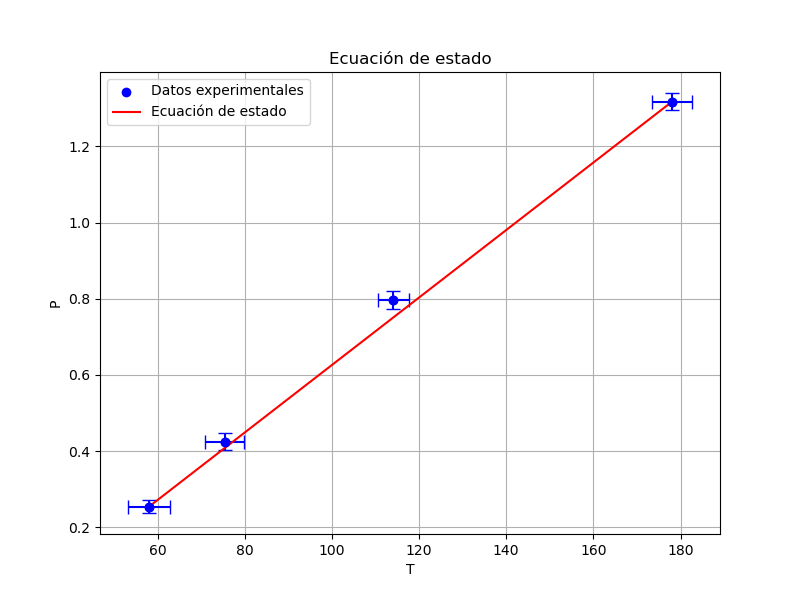 Ecuación de estado
Datos experimentales
Ecuación de estado
P
1.2
1.0
0.8
0.6
0.4
0.2
60 80 100 120 140 160 180
T